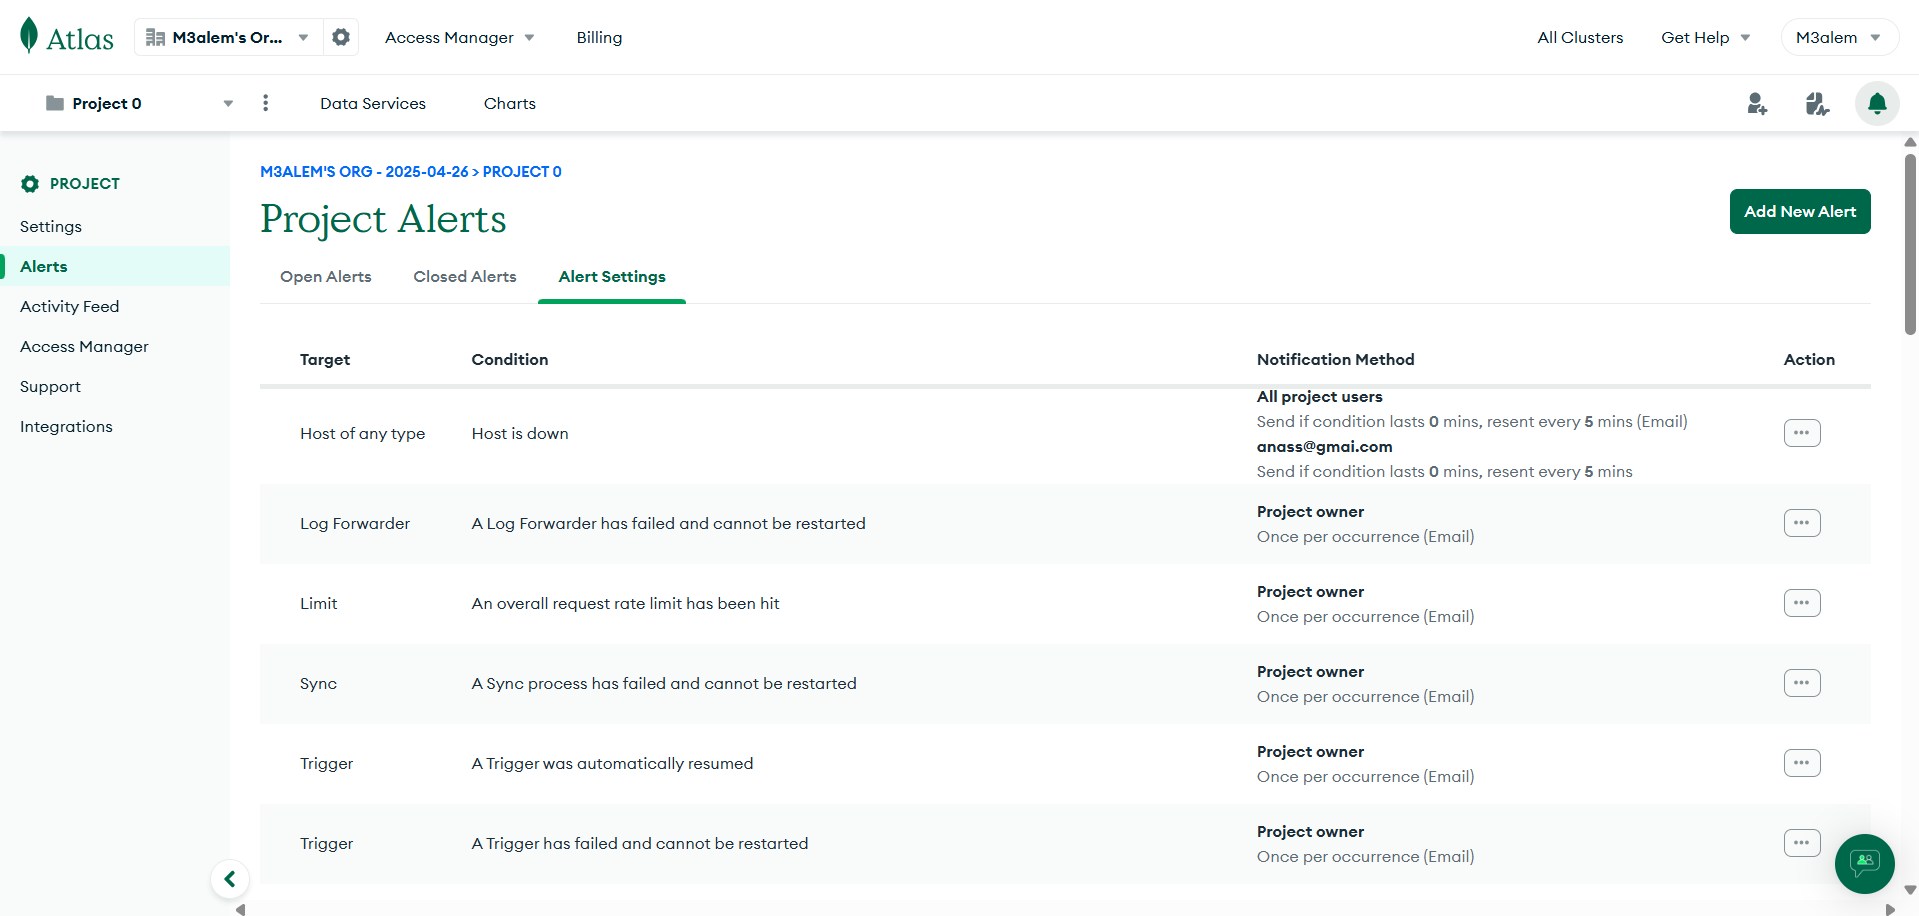 Atlas
M3alem's Or...
Access Manager
Billing
All Clusters
Get Help
M3alem
Project 0
Data Services
Charts
PROJECT
Settings
Alerts
Activity Feed
Access Manager
Support
Integrations
M3ALEM'S ORG - 2025-04-26 > PROJECT 0
Project Alerts
Add New Alert
Open Alerts
Closed Alerts
Alert Settings
Target Condition Notification Method Action
Host of any type
Host is down
All project users
Send if condition lasts 0 mins, resent every 5 mins (Email)
anass@gmai.com
Send if condition lasts 0 mins, resent every 5 mins
Log Forwarder
A Log Forwarder has failed and cannot be restarted
Project owner
Once per occurrence (Email)
Limit
An overall request rate limit has been hit
Project owner
Once per occurrence (Email)
Sync
A Sync process has failed and cannot be restarted
Project owner
Once per occurrence (Email)
Trigger
A Trigger was automatically resumed
Project owner
Once per occurrence (Email)
Trigger
A Trigger has failed and cannot be restarted
Project owner
Once per occurrence (Email)